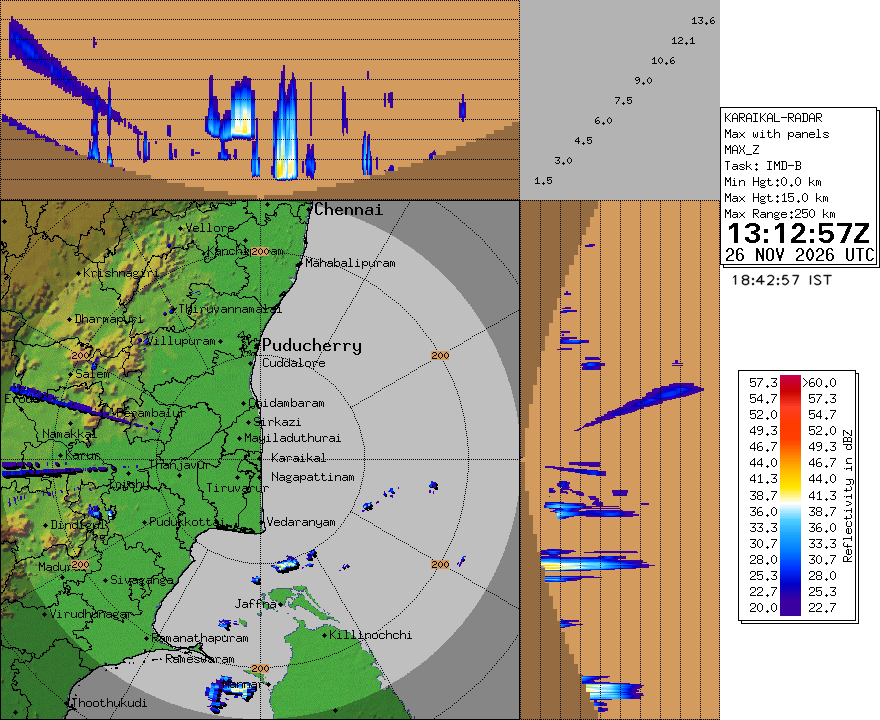 13.6
12.1
10.6
9.0
7.5
6.0
4.5
3.0
1.5
KARAIKAL-RADAR
Max with panels
MAX_Z
Task: IMD-B
Min Hgt:0.0 km
Max Hgt:15.0 km
Max Range:250 km
13:12:57Z
26 NOV 2026 UTC
18:42:57 IST
Chennai
Vellore
200
Mahabalipuram
Krishnagiri
Thiruvannamalai
Dharmapuri
Villupuram
Puducherry
200
200
Cuddalore
Salem
Chidambaram
Perambalur
Sirkazi
Namakkal
Mayiladuthurai
Karur
Karaikal
Thanjavur
Nagapattinam
Tiruvarur
Pudukkottai
Vedaranyam
200
200
Sivaganga
Jaffna
Virudhunagar
Ramanathapuram
Killinochchi
Rameswaram
200
Mannar
Thoothukudi
57.3 >60.0
54.7 57.3
52.0 54.7
49.3 52.0
46.7 49.3
44.0 46.7
41.3 44.0
38.7 41.3
36.0 38.7
33.3 36.0
30.7 33.3
28.0 30.7
25.3 28.0
22.7 25.3
20.0 22.7
Reflectivity in dBZ